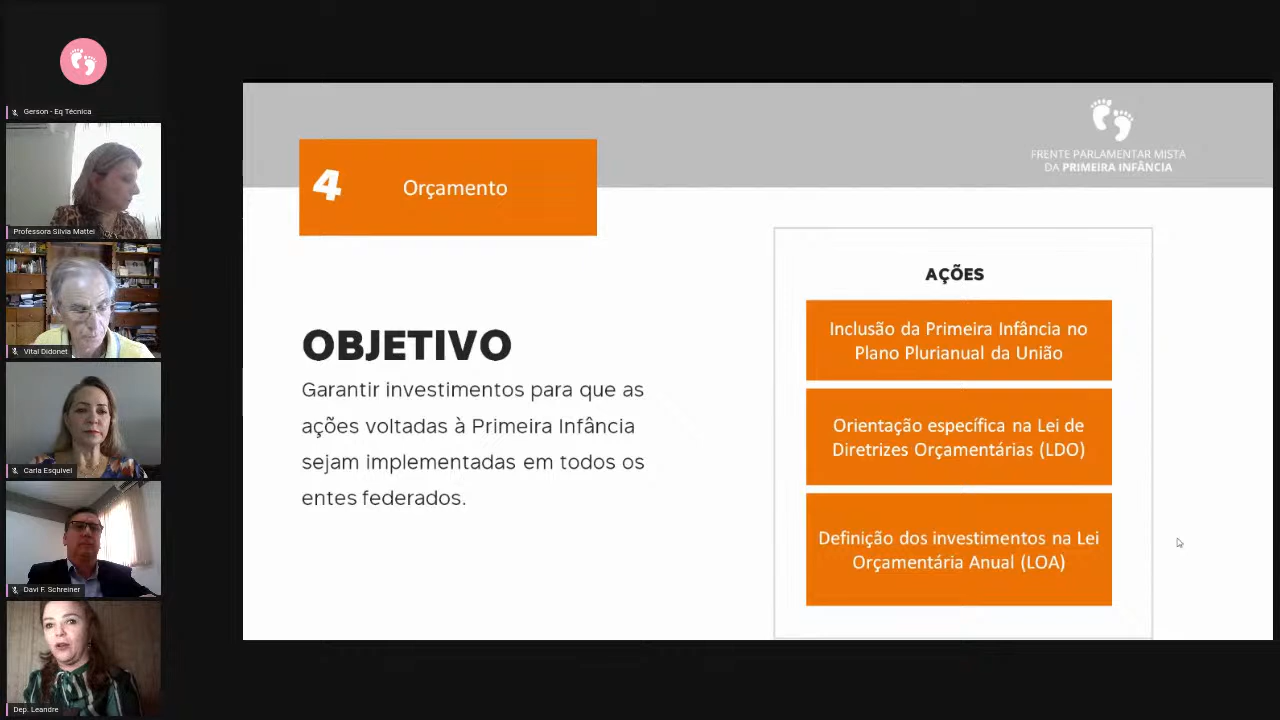 Gerson - Eq Técnica
Professora Silvia Mattei
Vital Didonet
Carla Esquivel
Davi F. Schreiner
Dep. Leandre
FRENTE PARLAMENTAR MISTA
DA PRIMEIRA INFÂNCIA
4 Orçamento
OBJETIVO
Garantir investimentos para que as
ações voltadas à Primeira Infância
sejam implementadas em todos os
entes federados.
AÇÕES
Inclusão da Primeira Infância no
Plano Plurianual da União
Orientação específica na Lei de
Diretrizes Orçamentárias (LDO)
Definição dos investimentos na Lei
Orçamentária Anual (LOA)